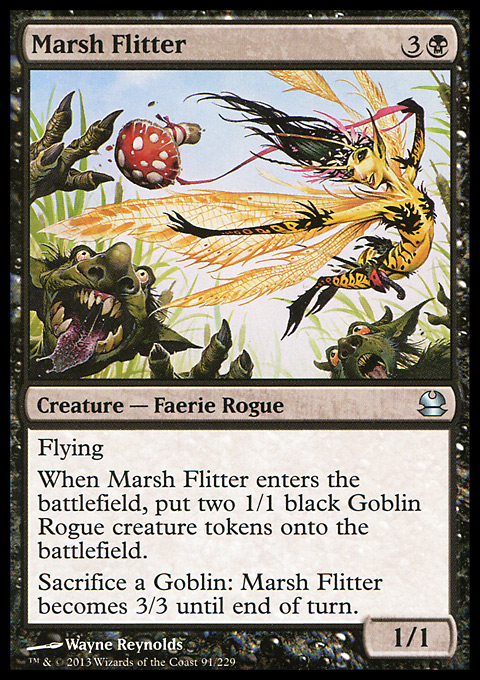 Marsh Flitter 3
Creature — Faerie Rogue
Flying
When Marsh Flitter enters the
battlefield, put two 1/1 black Goblin
Rogue creature tokens onto the
battlefield.
Sacrifice a Goblin: Marsh Flitter
becomes 3/3 until end of turn.
Wayne Reynolds
1/1
™ & © 2013 Wizards of the Coast 91/229